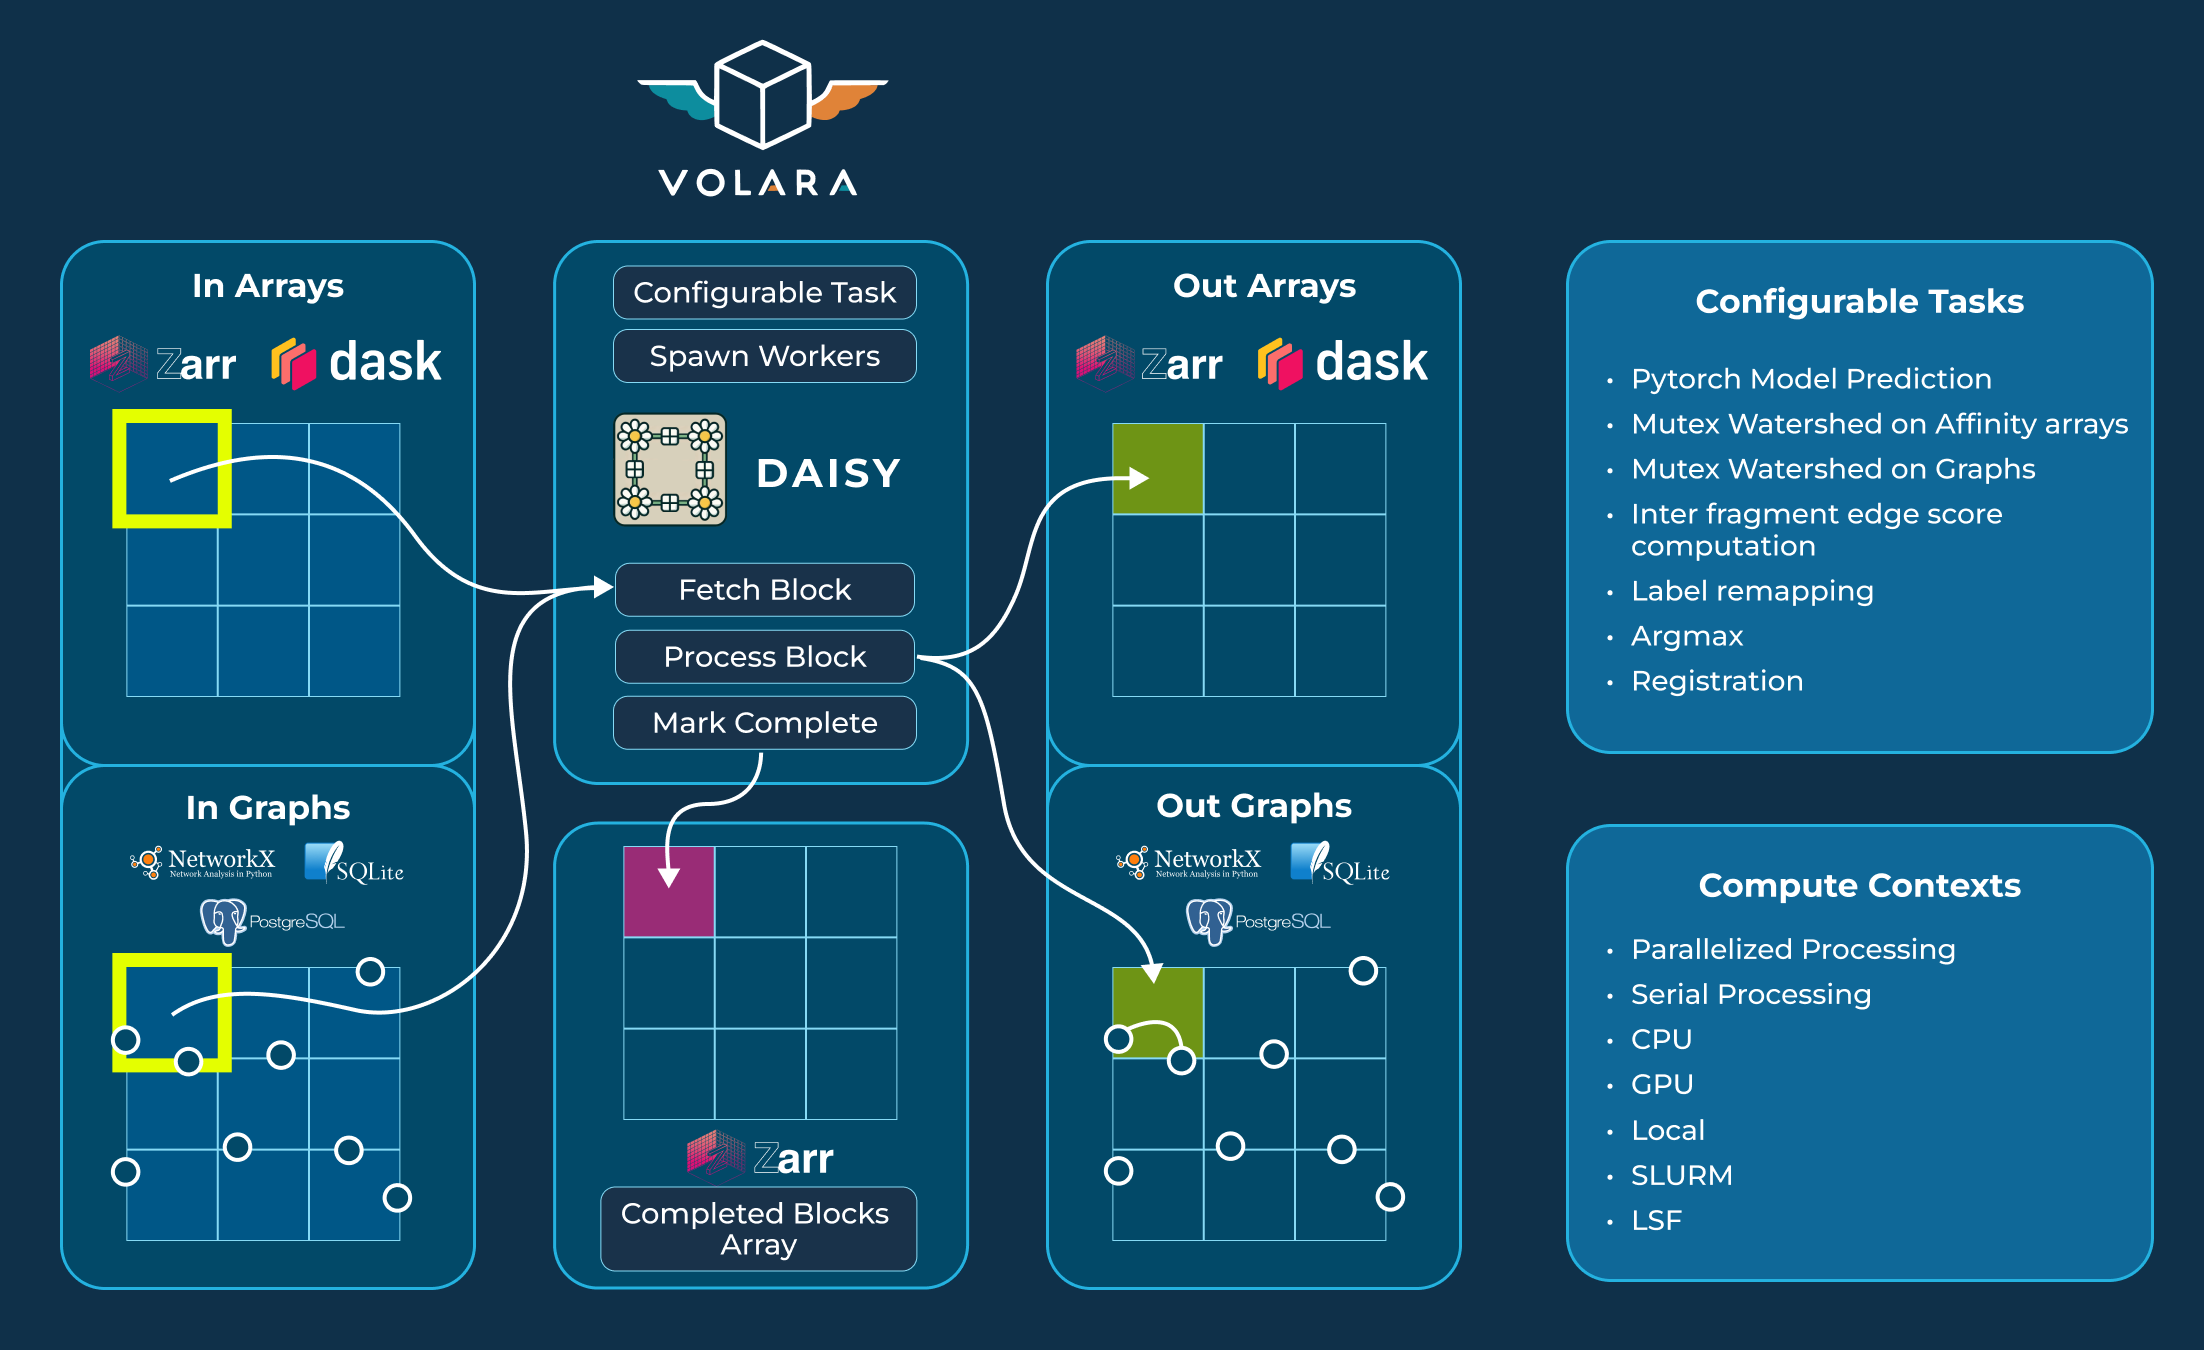 VOLARA
In Arrays
Zarr
dask
In Graphs
NetworkX
Network Analysis in Python
SQLite
PostgreSQL
Configurable Task
Spawn Workers
DAISY
Fetch Block
Process Block
Mark Complete
Zarr
Completed Blocks
Array
Out Arrays
Zarr
dask
Out Graphs
NetworkX
Network Analysis in Python
SQLite
PostgreSQL
Configurable Tasks
• Pytorch Model Prediction
• Mutex Watershed on Affinity arrays
• Mutex Watershed on Graphs
• Inter fragment edge score
computation
• Label remapping
• Argmax
• Registration
Compute Contexts
• Parallelized Processing
• Serial Processing
• CPU
• GPU
• Local
• SLURM
• LSF